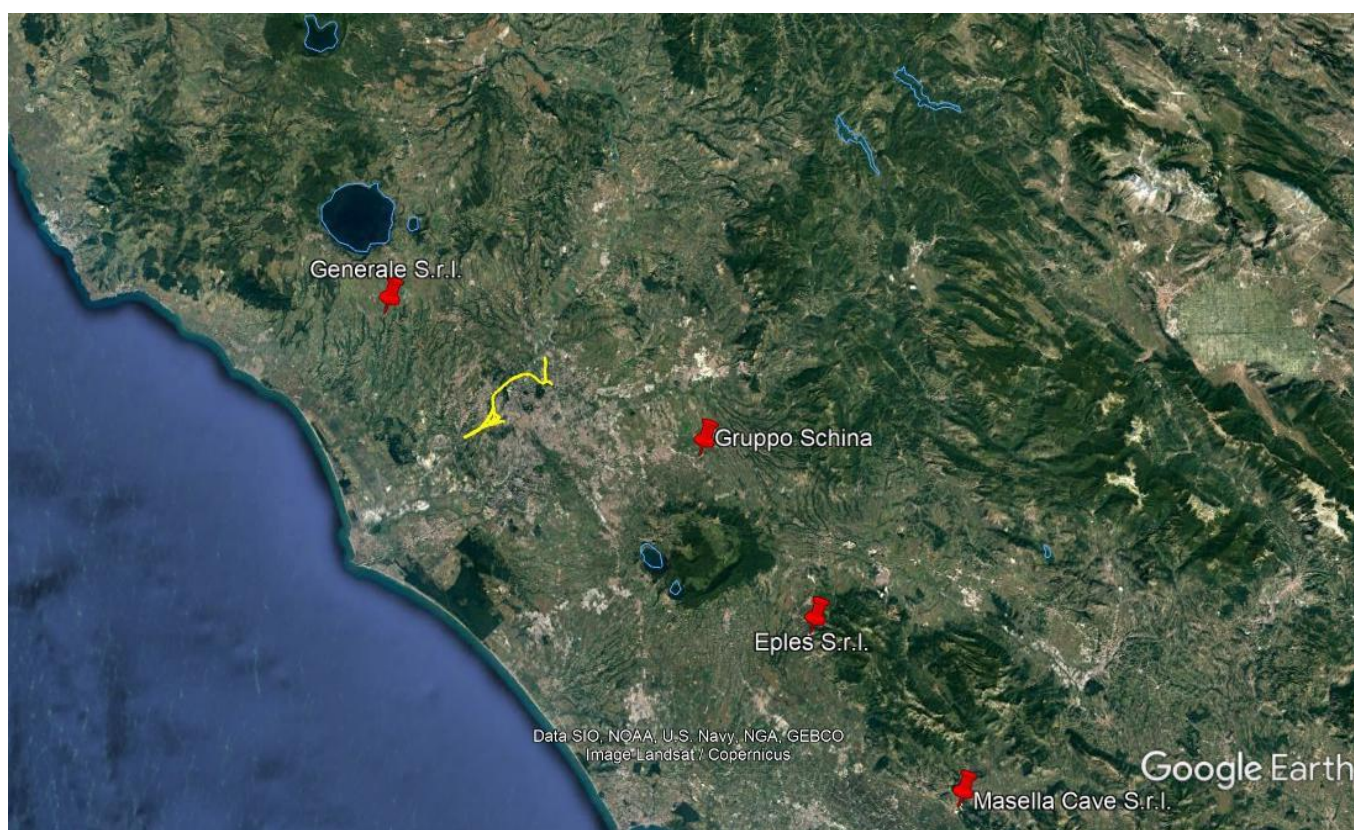 Generale S.r.l.
Gruppo Schina
Eples S.r.l.
Data SIO, NOAA, U.S. Navy, NGA, GEBCO
Image Landsat / Copernicus
Google Earth
Masella Cave S.r.l.